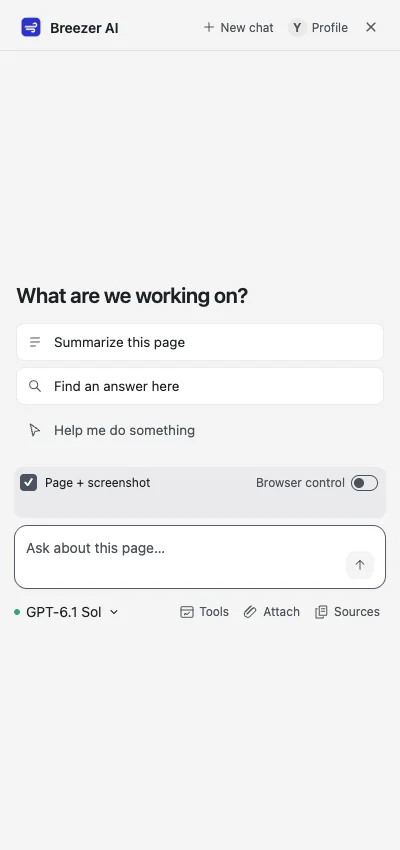 Breezer AI
New chat
Y Profile
What are we working on?
Summarize this page
Find an answer here
Help me do something
Page + screenshot
Browser control
Ask about this page...
GPT-6.1 Sol
Tools
Attach
Sources